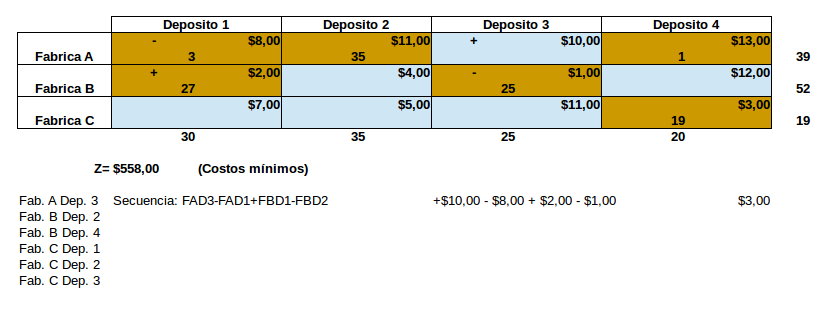 Deposito 1 Deposito 2 Deposito 3 Deposito 4
- $8,00 $11,00 + $10,00 $13,00
Fabrica A 3 35 1 39
+ $2,00 $4,00 - $1,00 $12,00
Fabrica B 27 25 52
$7,00 $5,00 $11,00 $3,00
Fabrica C 19 19
30 35 25 20
Z= $558,00 (Costos mínimos)
Fab. A Dep. 3 Secuencia: FAD3-FAD1+FBD1-FBD2 +$10,00 - $8,00 + $2,00 - $1,00 $3,00
Fab. B Dep. 2
Fab. B Dep. 4
Fab. C Dep. 1
Fab. C Dep. 2
Fab. C Dep. 3